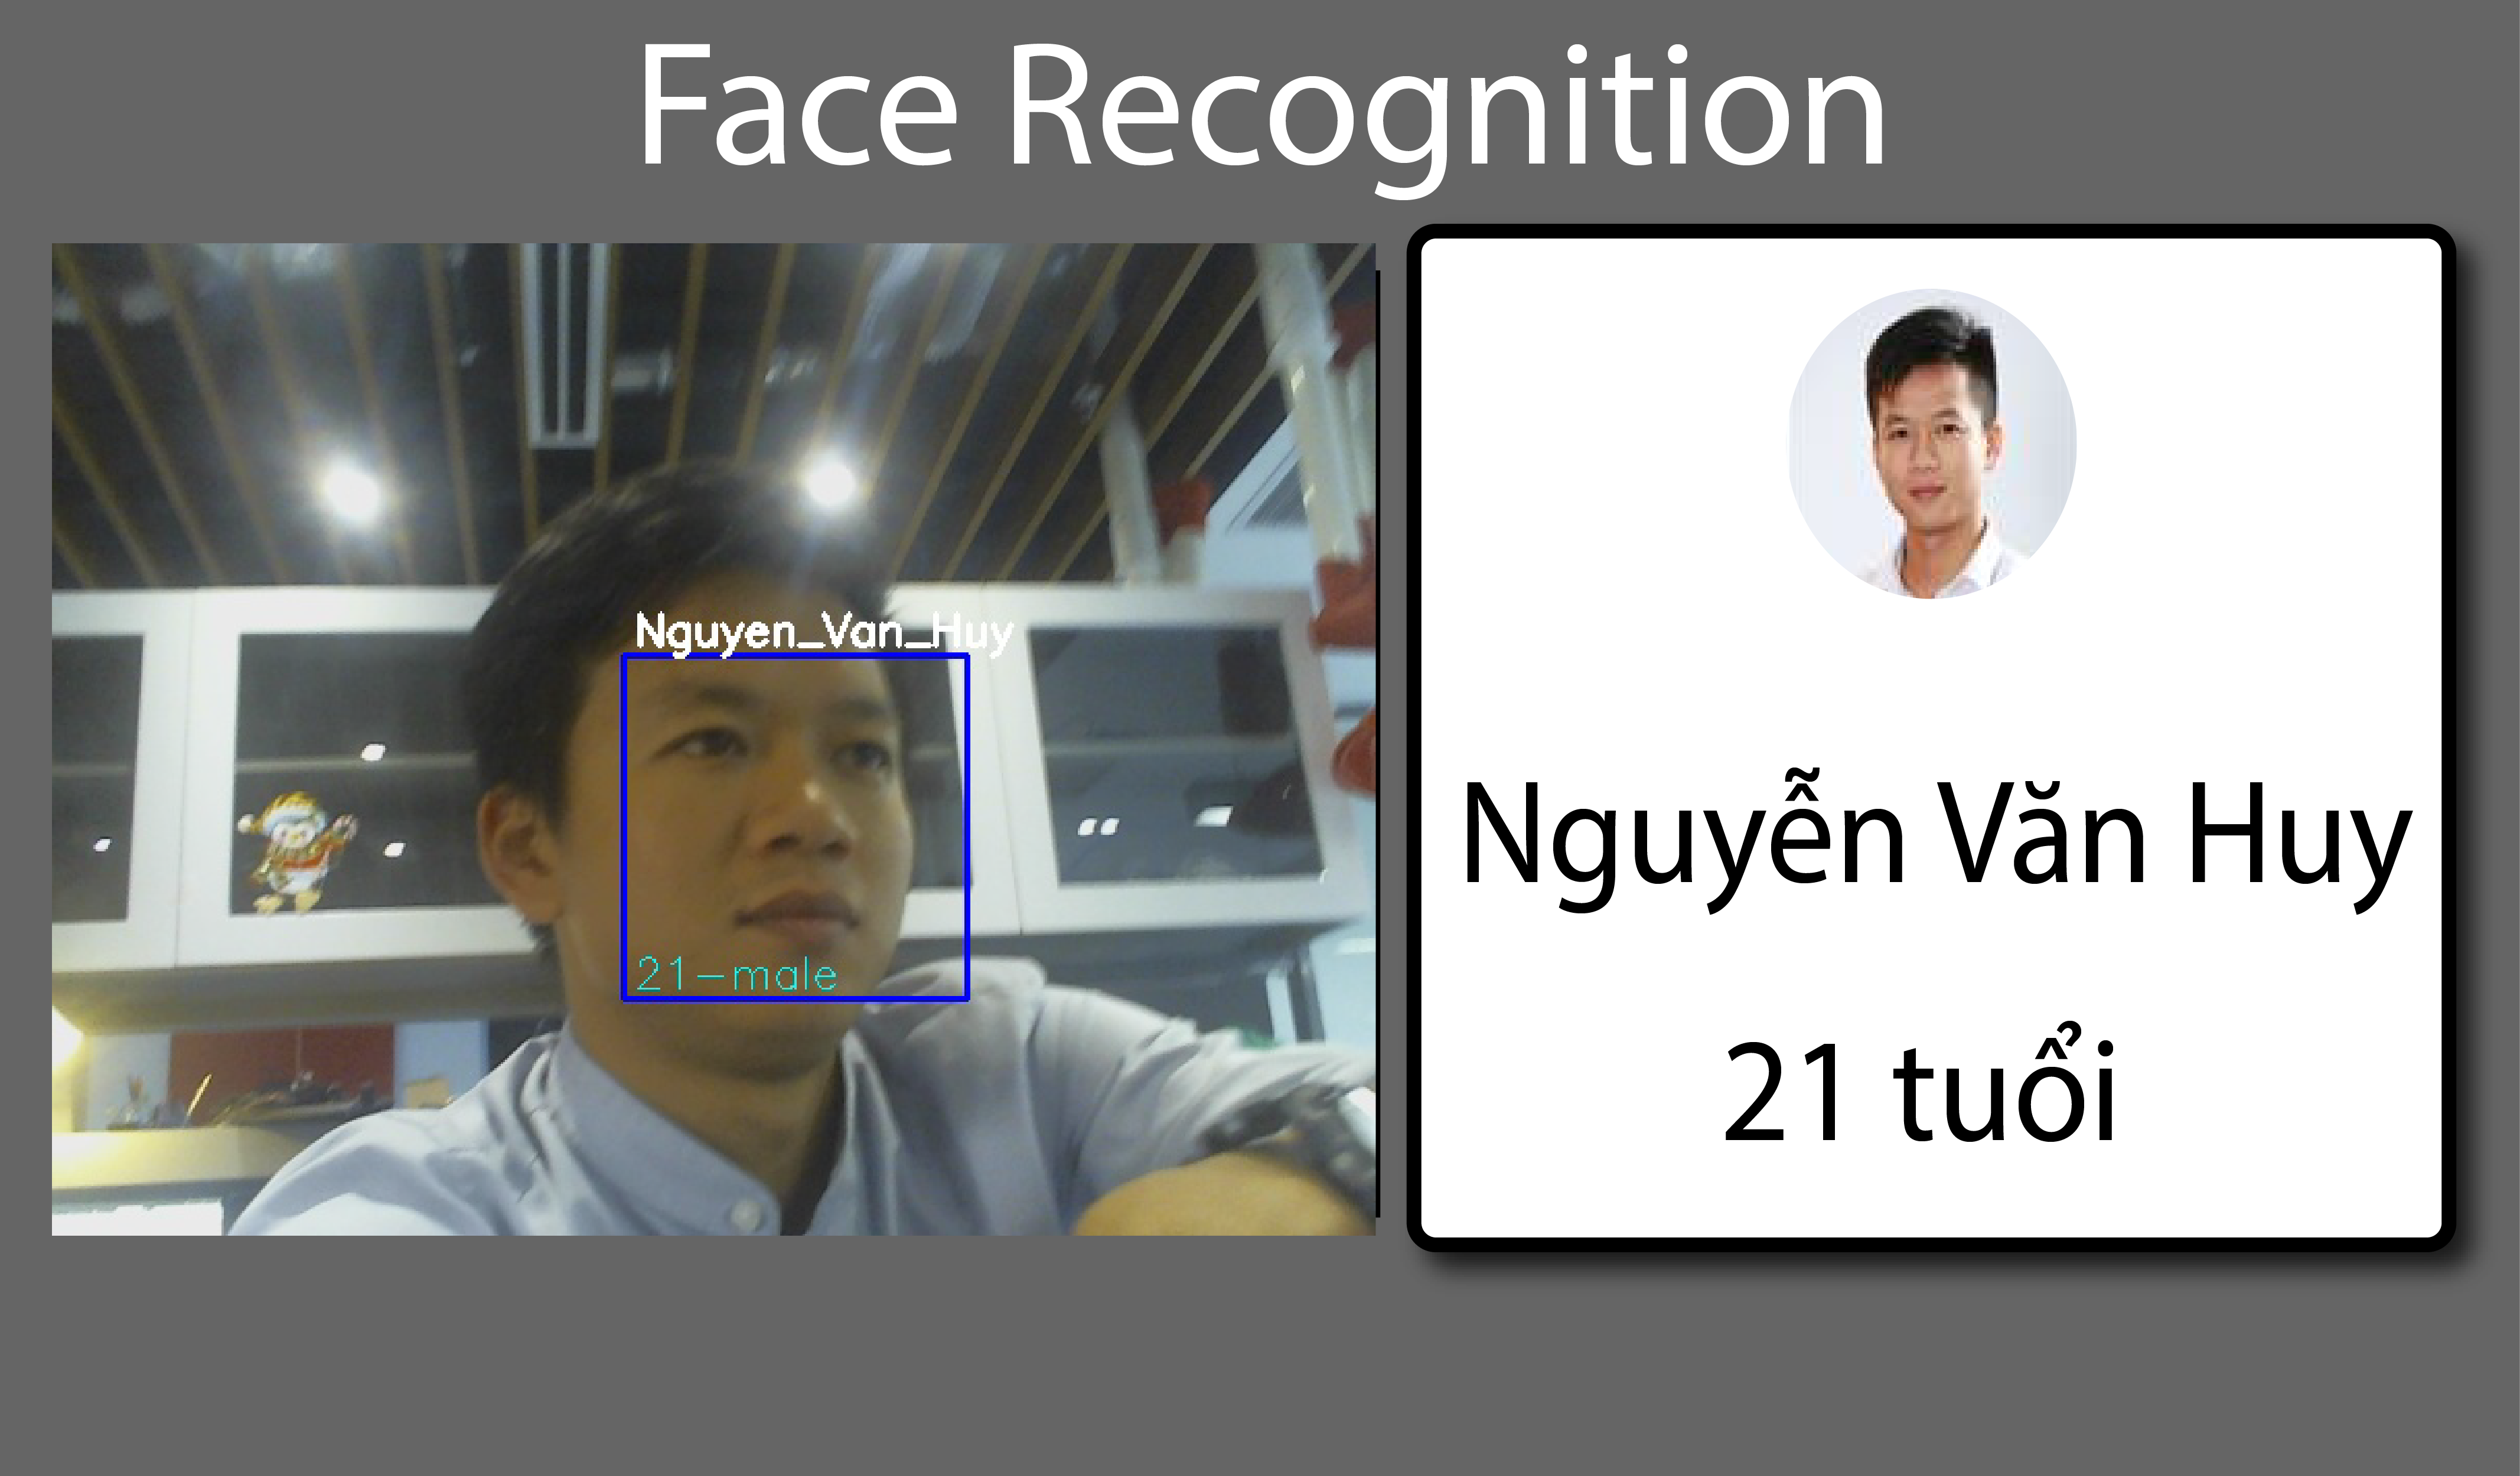 Face Recognition
Nguyen_Van_Huy
21-male
Nguyễn Văn Huy
21 tuổi